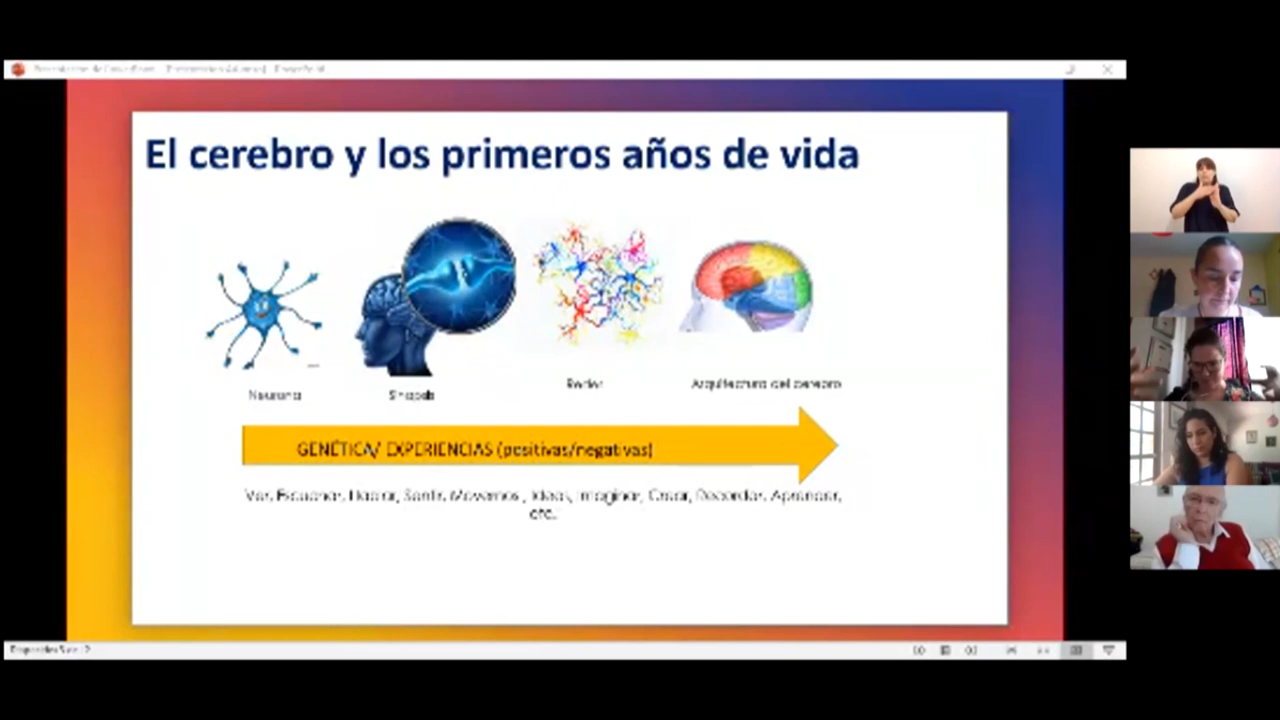 El cerebro y los primeros años de vida
Neurona
Sinapsis
Redes
Arquitectura del cerebro
GENÉTICA/ EXPERIENCIAS (positivas/negativas)
Ver, Escuchar, Hablar, Sentir, Movernos, Ideas, Imaginar, Crear, Recordar, Aprender,
etc.